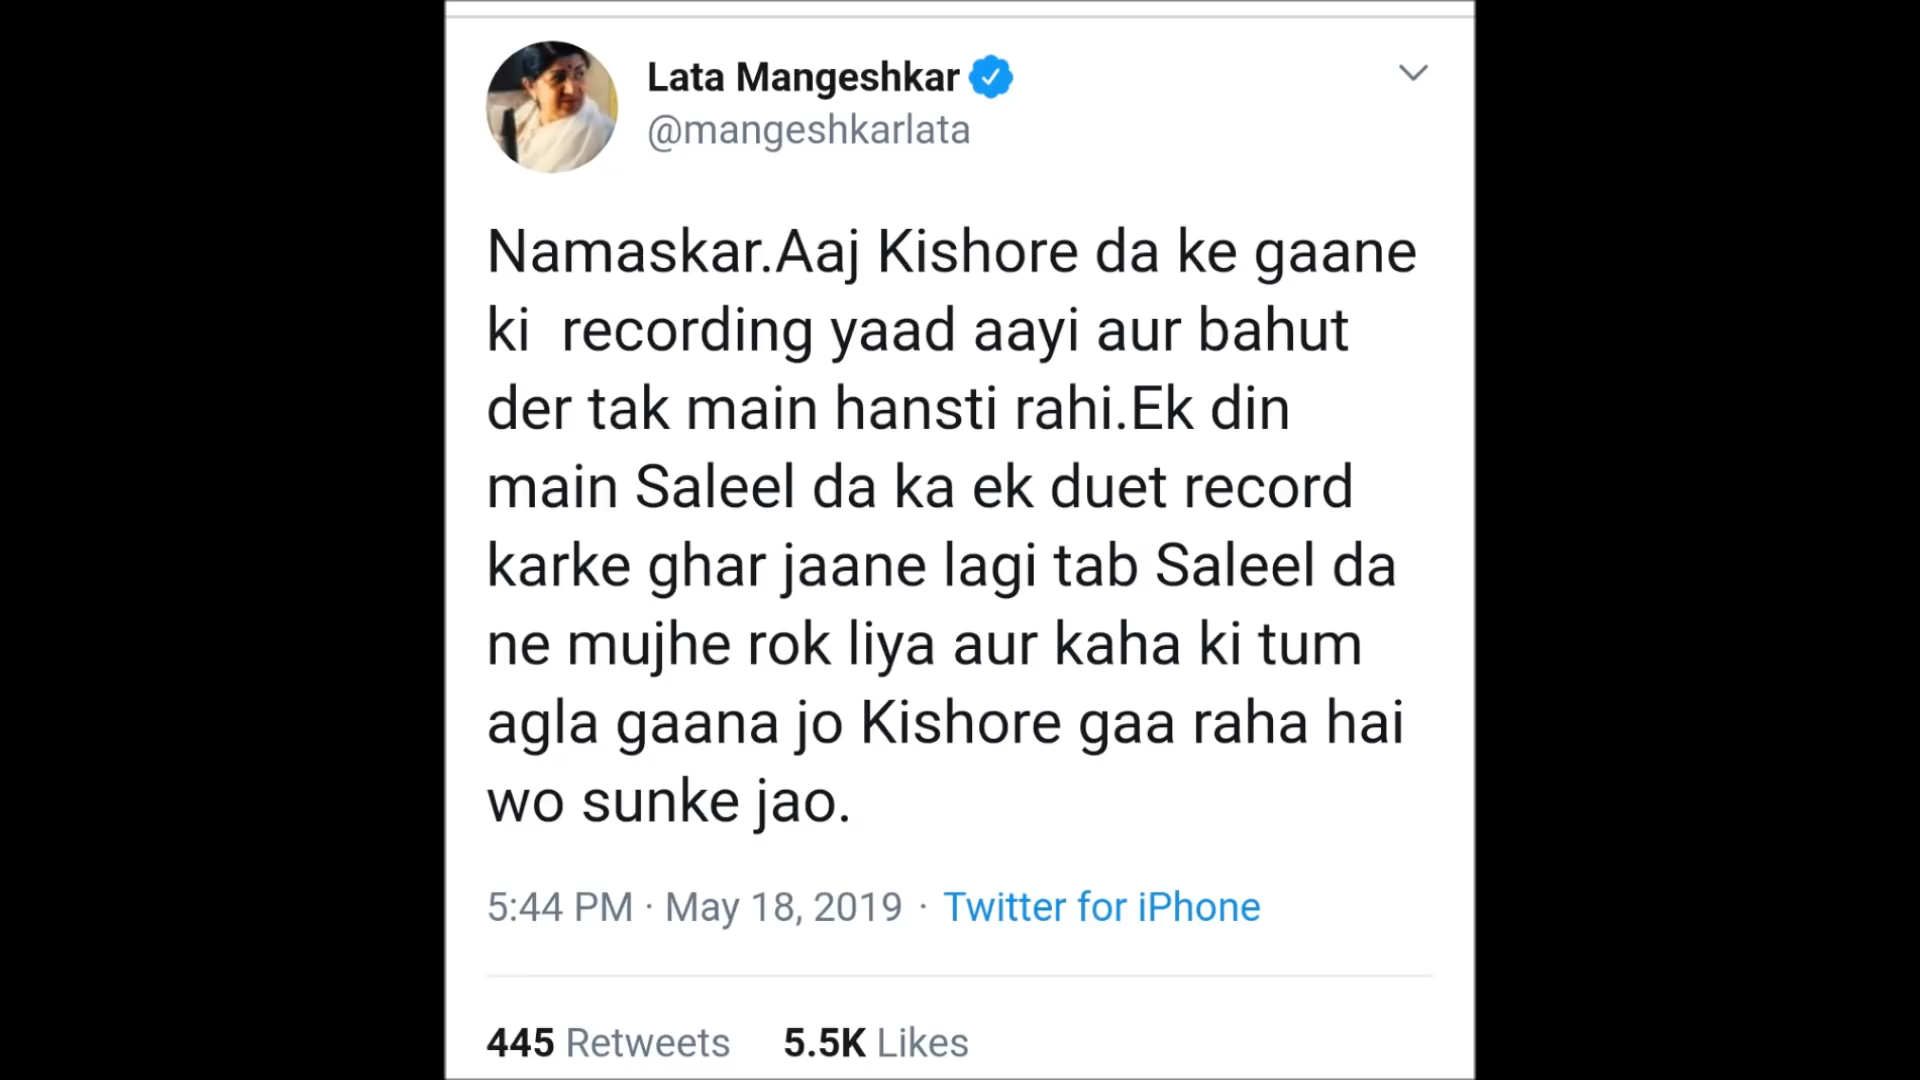 Lata Mangeshkar
@mangeshkarlata
Namaskar.Aaj Kishore da ke gaane
ki  recording yaad aayi aur bahut
der tak main hansti rahi.Ek din
main Saleel da ka ek duet record
karke ghar jaane lagi tab Saleel da
ne mujhe rok liya aur kaha ki tum
agla gaana jo Kishore gaa raha hai
wo sunke jao.
5:44 PM · May 18, 2019 · Twitter for iPhone
445 Retweets 5.5K Likes